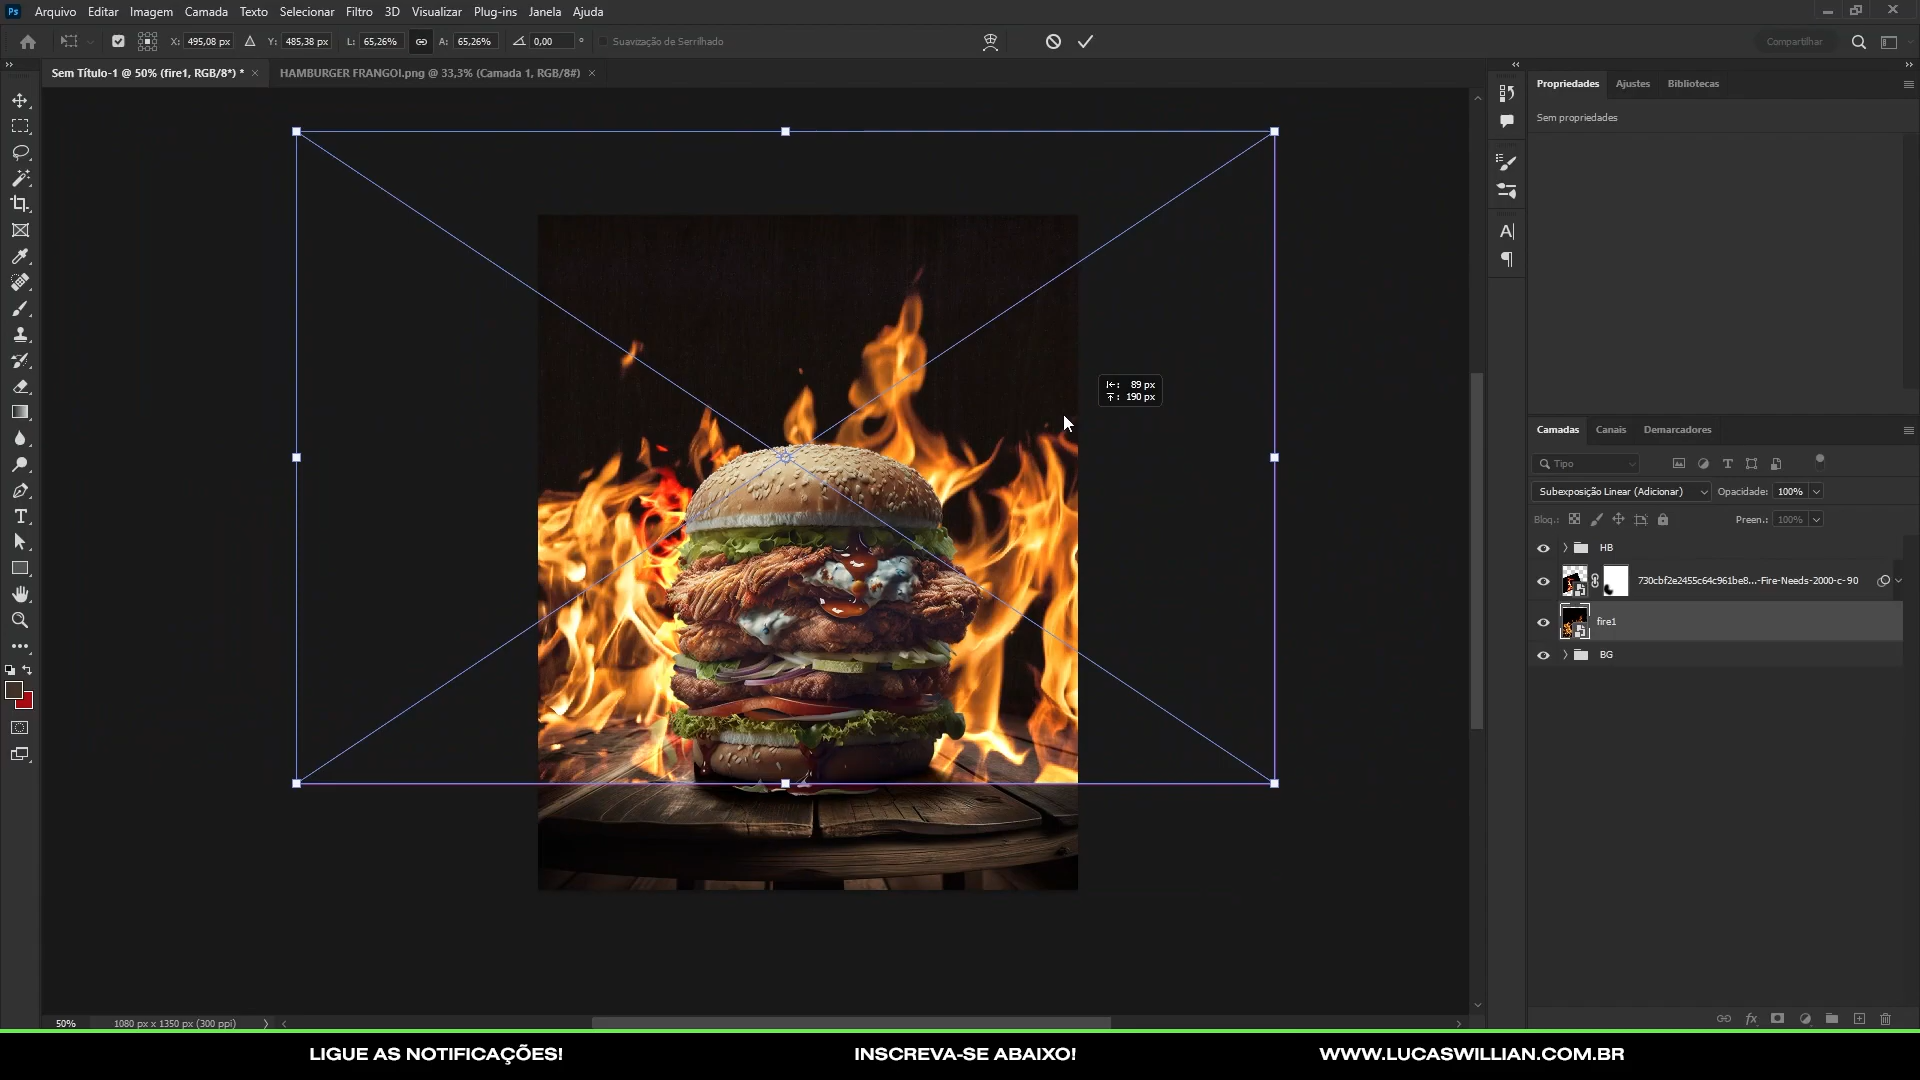 Ps Arquivo Editar Imagem Camada Texto Selecionar Filtro 3D Visualizar Plug-ins Janela Ajuda
X: 495,08 px Y: 485,38 px L: 65,26% A: 65,26% 0,00 ° Suavização de Serrilhado Compartilhar
Sem Título-1 @ 50% (fire1, RGB/8*) * × HAMBURGER FRANGOI.png @ 33,3% (Camada 1, RGB/8#) ×
Propriedades Ajustes Bibliotecas
Sem propriedades
89 px
190 px
Camadas Canais Demarcadores
Tipo
Subexposição Linear (Adicionar) Opacidade: 100%
Bloq.: Preen.: 100%
HB
730cbf2e2455c64c961be8...-Fire-Needs-2000-c-90
fire1
BG
50% 1080 px x 1350 px (300 ppi)
LIGUE AS NOTIFICAÇÕES! INSCREVA-SE ABAIXO! WWW.LUCASWILLIAN.COM.BR